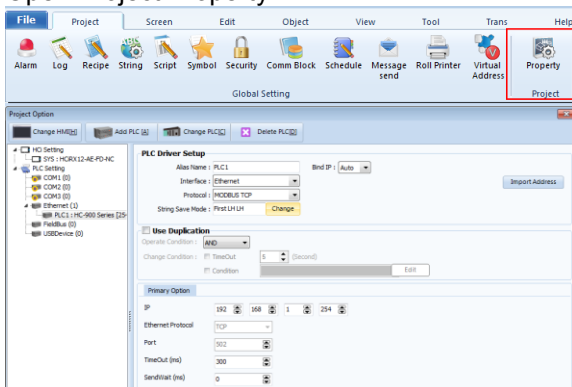 File Project Screen Edit Object View Tool Trans Help
Alarm Log Recipe String Script Symbol Security Comm Block Schedule Message send Roll Printer Virtual Address Property
Global Setting Project
Project Option
Change HMI[H] Add PLC [A] Change PLC[C] Delete PLC[D]
HCI Setting
SYS : HCRX12-AE-FD-NC
PLC Setting
COM1 (0)
COM2 (0)
COM3 (0)
Ethernet (1)
PLC1 : HC-900 Series [25
FieldBus (0)
USBDevice (0)
PLC Driver Setup
Alias Name : PLC1 Bind IP : Auto
Interface : Ethernet Import Address
Protocol : MODBUS TCP
String Save Mode : First LH LH Change
Use Duplication
Operate Condition : AND
Change Condition : TimeOut 5 (Second)
Condition Edit
Primary Option
IP 192 168 1 254
Ethernet Protocol TCP
Port 502
TimeOut (ms) 300
SendWait (ms) 0